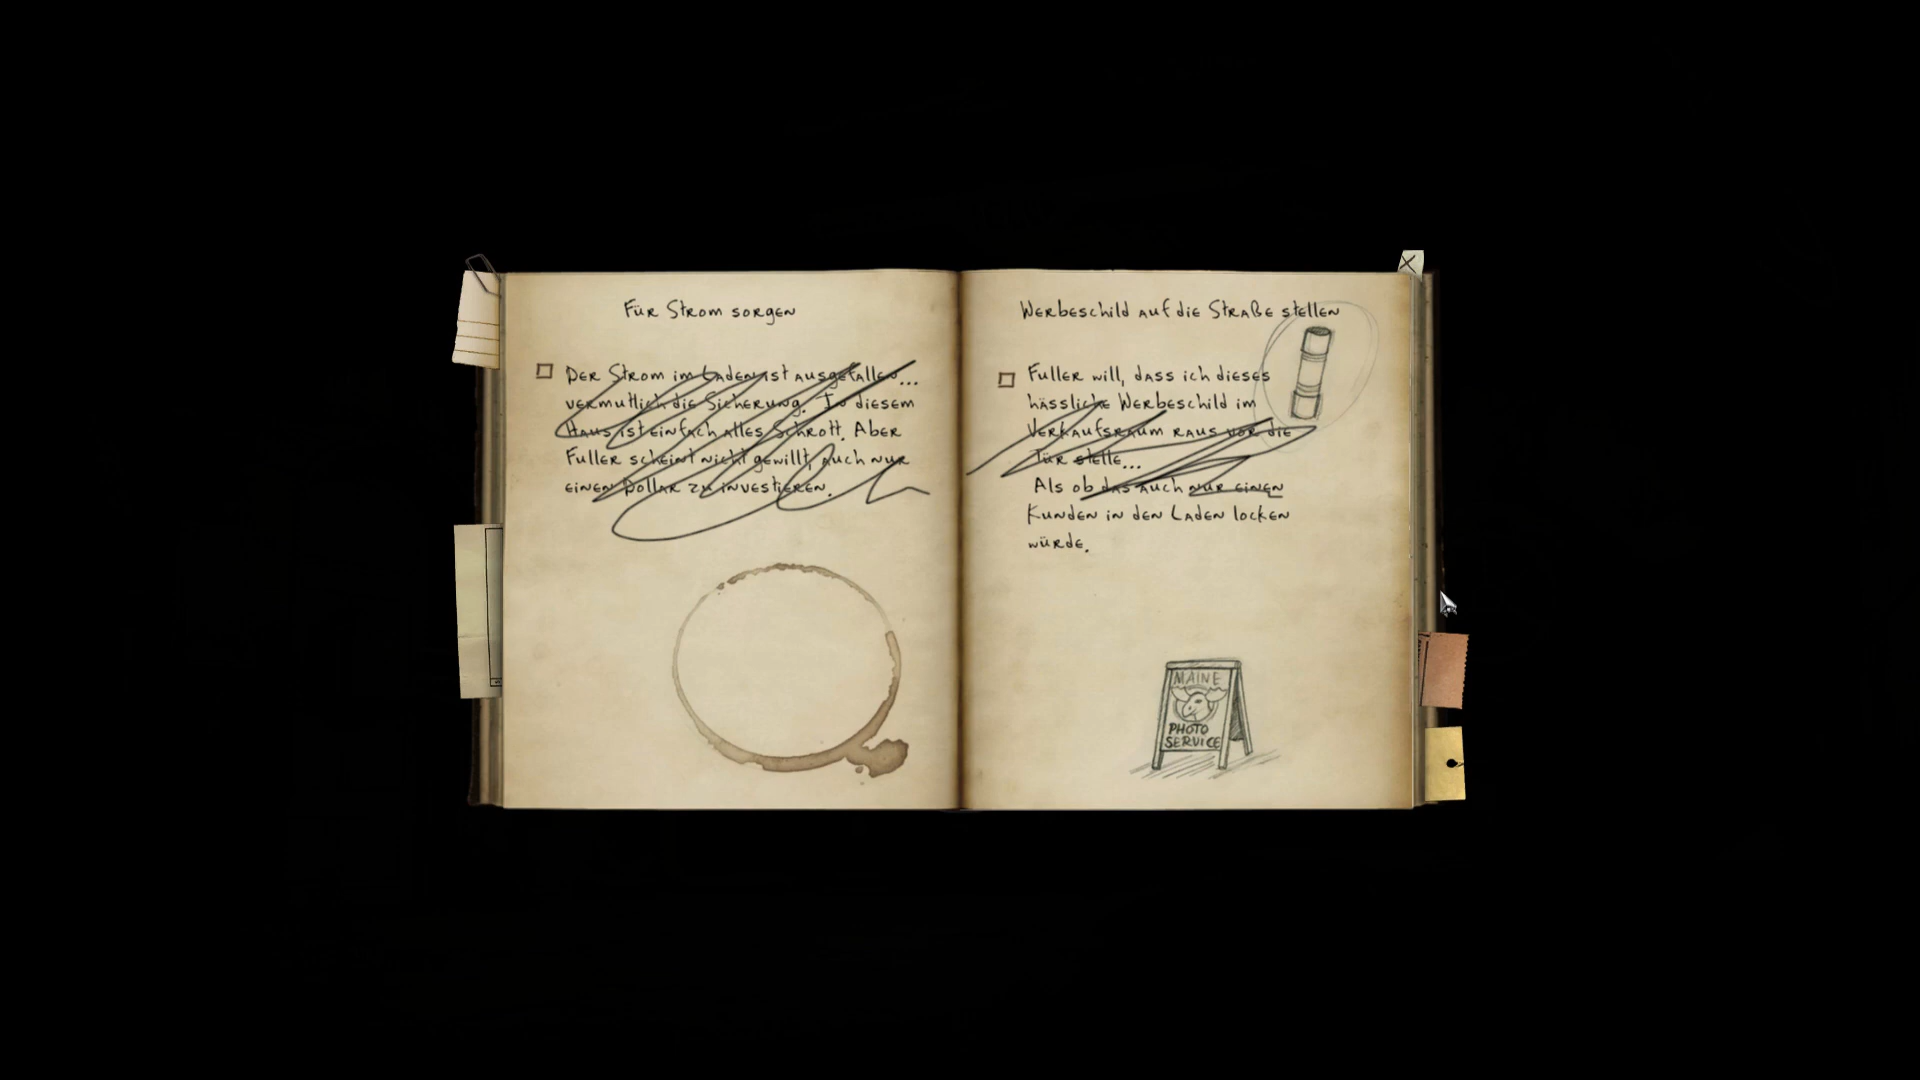 Für Strom sorgen
Der Strom im Laden ist ausgefallen...
vermutlich die Sicherung. In diesem
Haus ist einfach alles Schrott. Aber
Fuller scheint nicht gewillt, auch nur
einen Dollar zu investieren.
Werbeschild auf die Straße stellen
Fuller will, dass ich dieses
hässliche Werbeschild im
Verkaufsraum raus vor die
Tür stelle...
Als ob das auch nur einen
Kunden in den Laden locken
würde.
MAINE
PHOTO
SERVICE